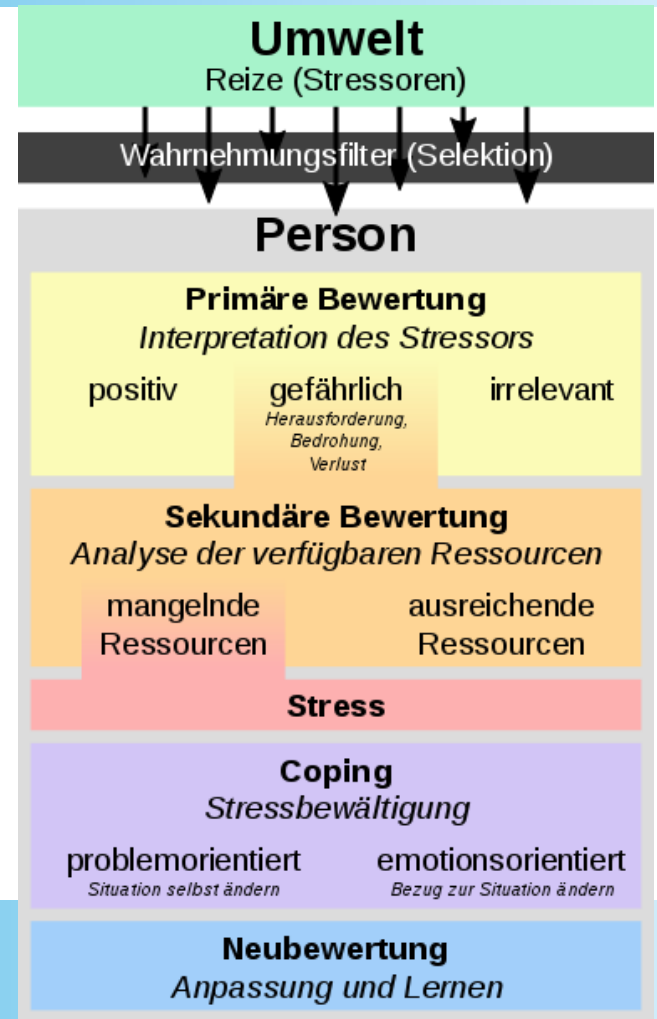 Umwelt
Reize (Stressoren)
Wahrnehmungsfilter (Selektion)
Person
Primäre Bewertung
Interpretation des Stressors
positiv gefährlich irrelevant
Herausforderung,
Bedrohung,
Verlust
Sekundäre Bewertung
Analyse der verfügbaren Ressourcen
mangelnde ausreichende
Ressourcen Ressourcen
Stress
Coping
Stressbewältigung
problemorientiert emotionsorientiert
Situation selbst ändern Bezug zur Situation ändern
Neubewertung
Anpassung und Lernen